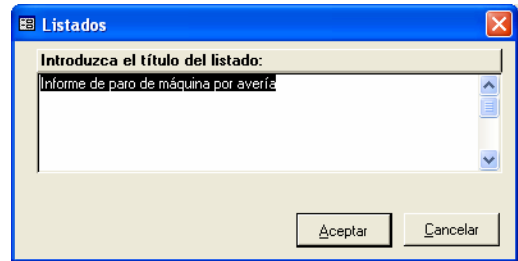 Listados
Introduzca el título del listado:
Informe de paro de máquina por avería
Aceptar
Cancelar